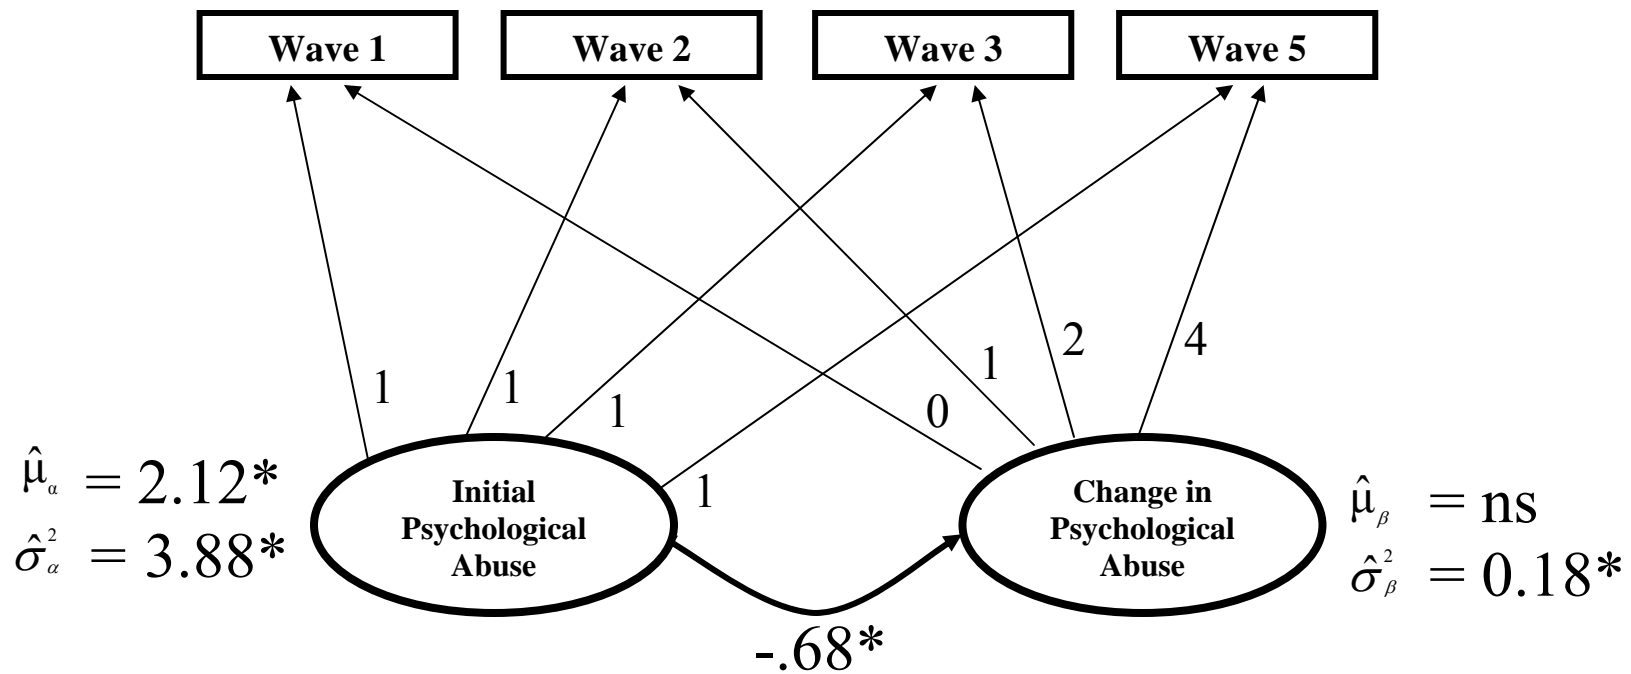 Wave 1
Wave 2
Wave 3
Wave 5
1
1
1
1
0
1
2
4
μ̂α = 2.12*
σ̂²α = 3.88*
Initial
Psychological
Abuse
Change in
Psychological
Abuse
μ̂β = ns
σ̂²β = 0.18*
-.68*